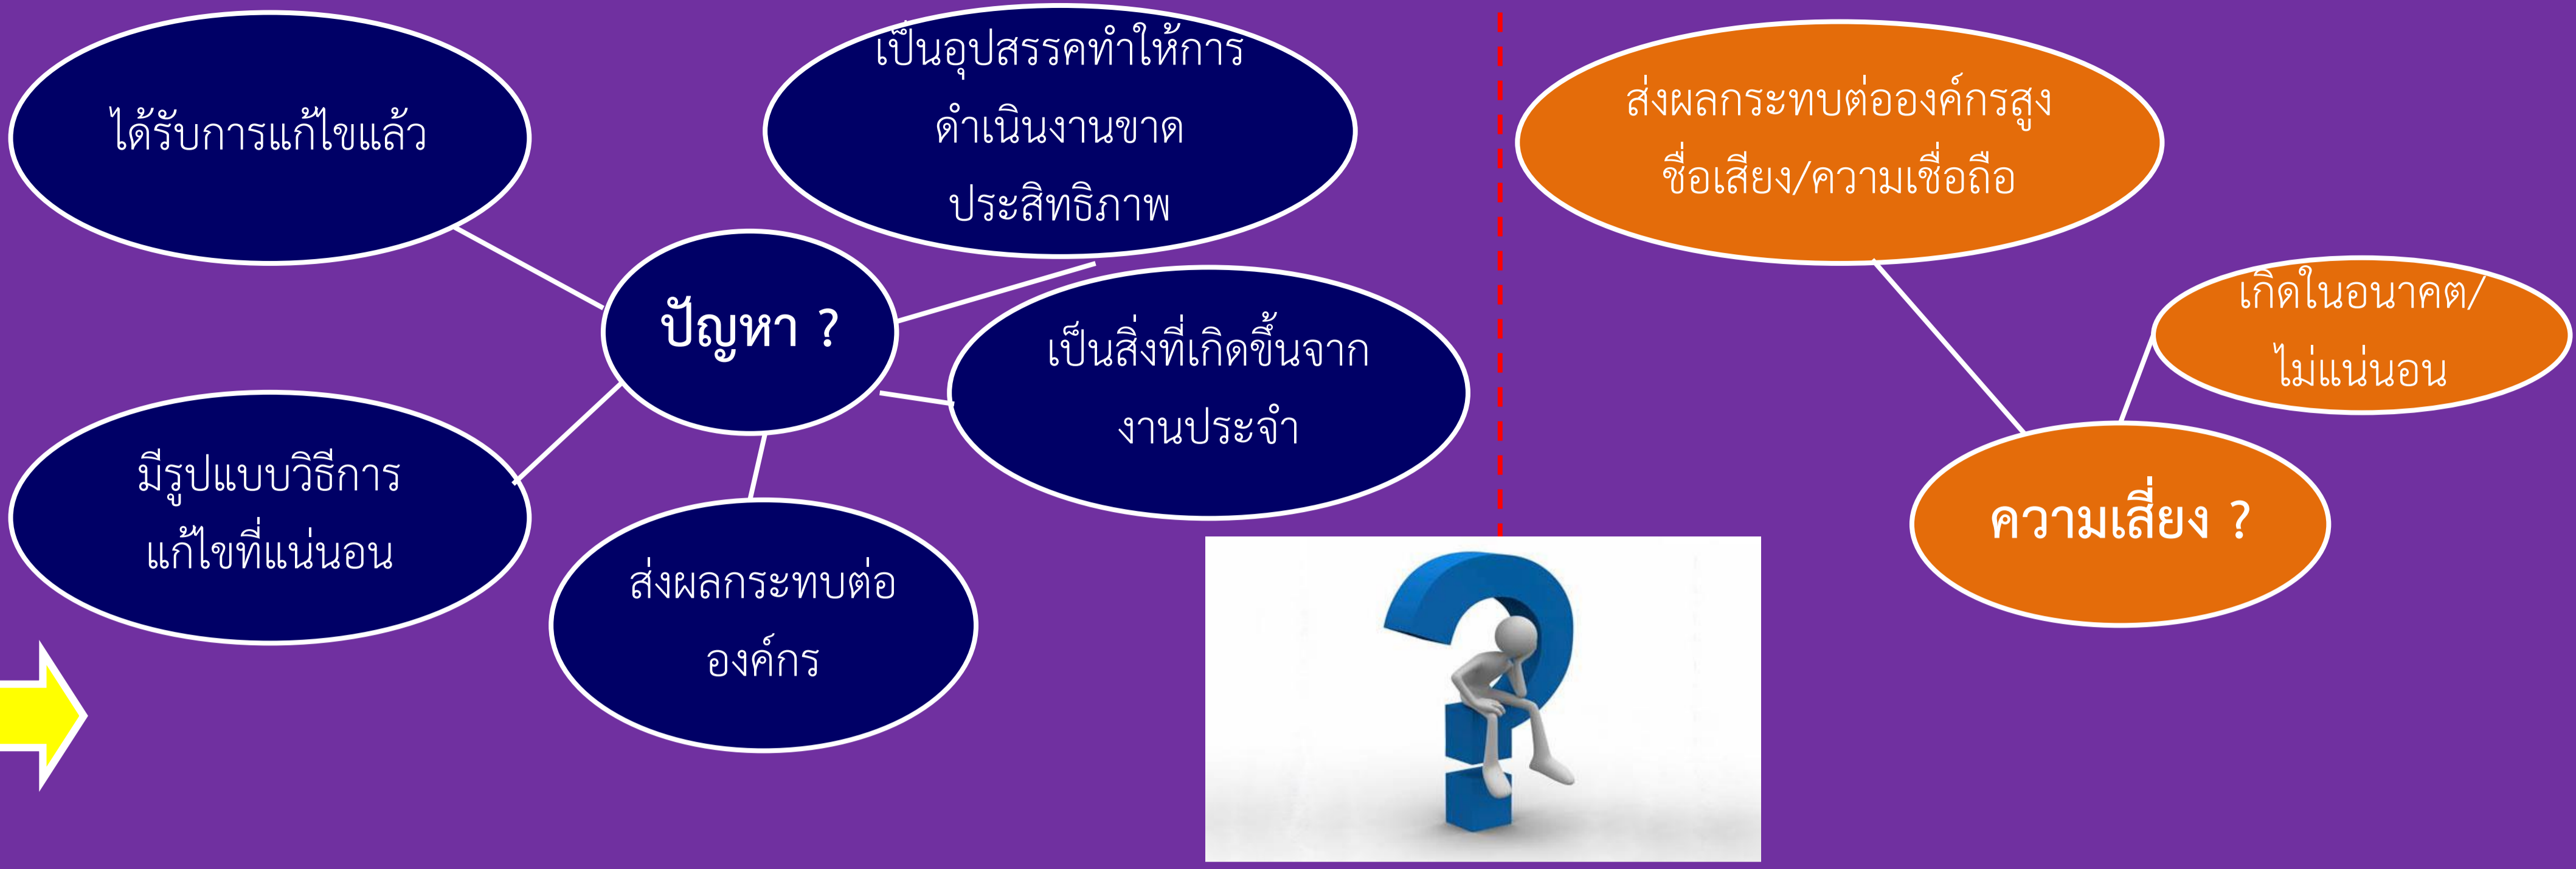 ได้รับการแก้ไขแล้ว
เป็นอุปสรรคทำให้การ
ดำเนินงานขาด
ประสิทธิภาพ
ปัญหา ?
เป็นสิ่งที่เกิดขึ้นจาก
งานประจำ
มีรูปแบบวิธีการ
แก้ไขที่แน่นอน
ส่งผลกระทบต่อ
องค์กร
ส่งผลกระทบต่อองค์กรสูง
ชื่อเสียง/ความเชื่อถือ
เกิดในอนาคต/
ไม่แน่นอน
ความเสี่ยง ?